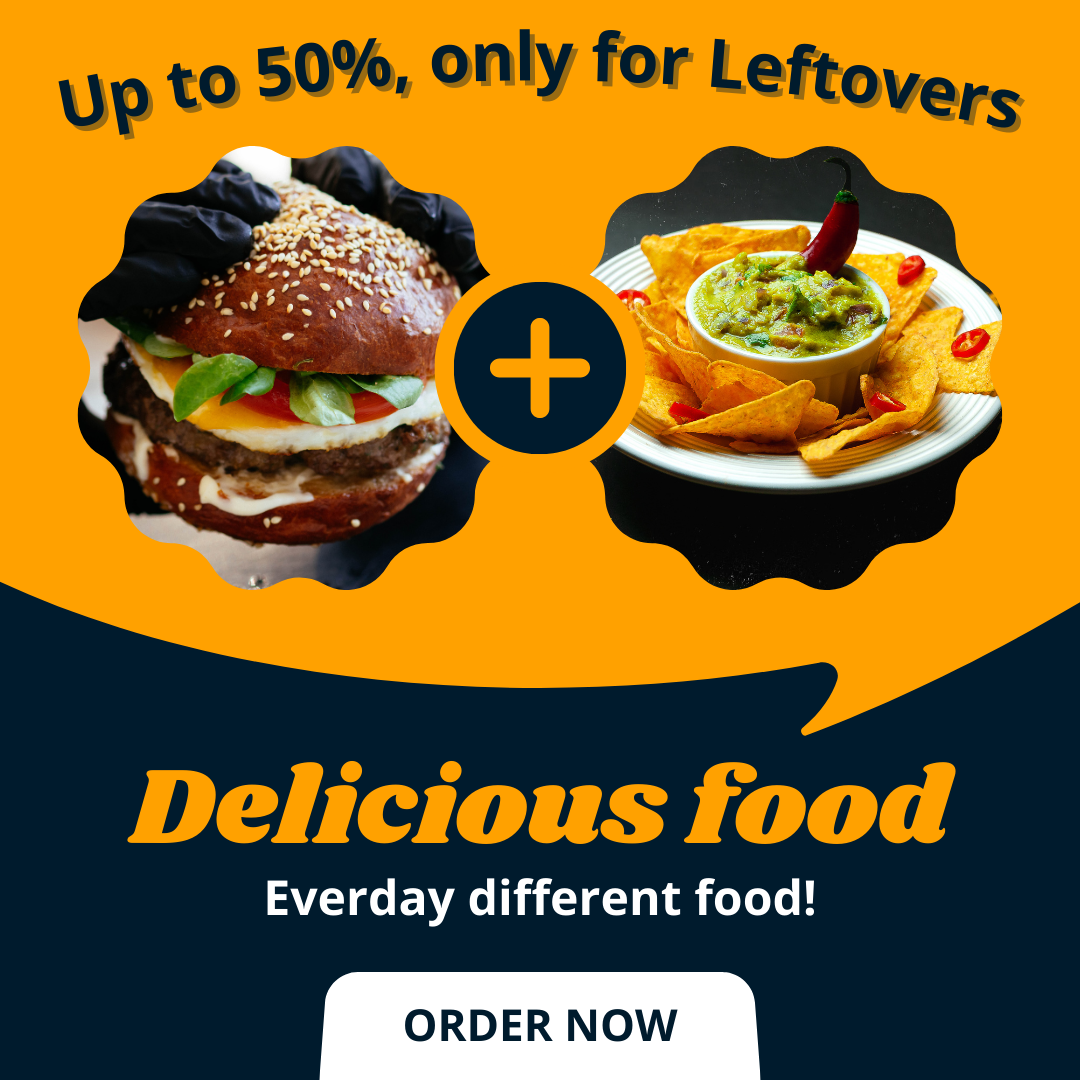 Up to 50%, only for Leftovers
Delicious food
Everday different food!
ORDER NOW